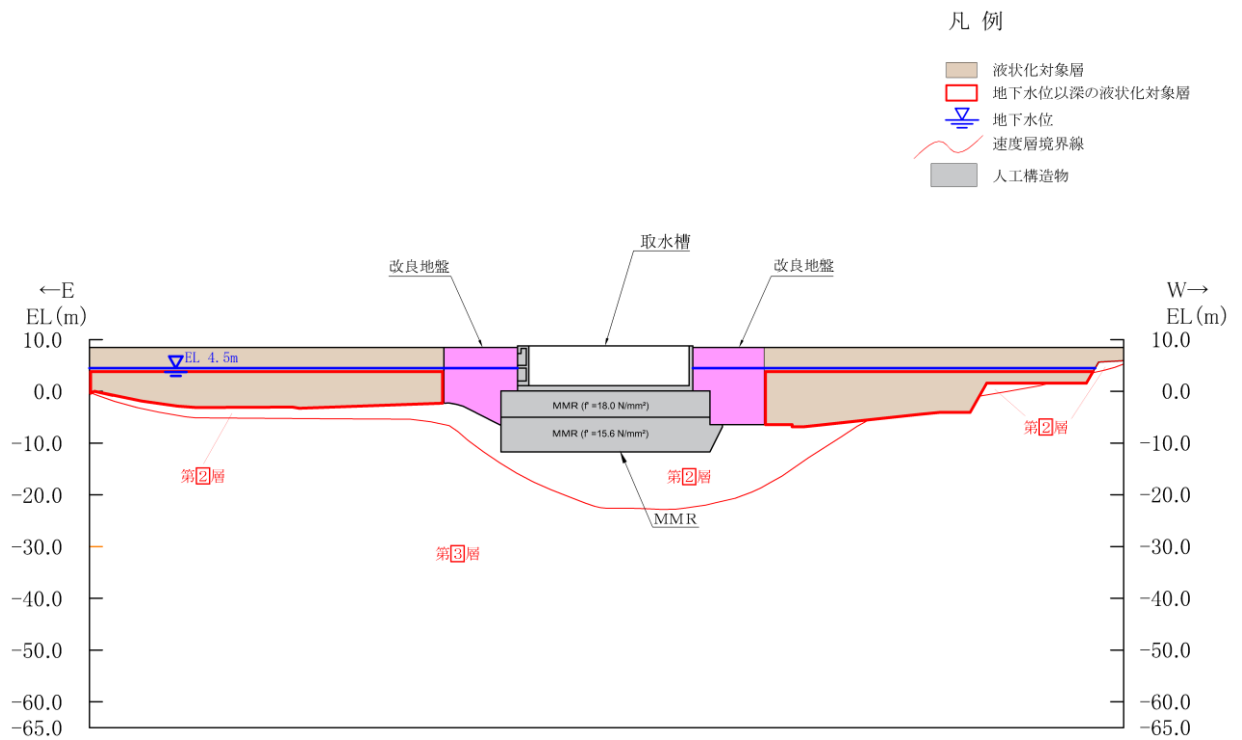 凡 例
液状化対象層
地下水位以深の液状化対象層
地下水位
速度層境界線
人工構造物
取水槽
改良地盤
改良地盤
←E
EL(m)
W→
EL(m)
10.0
0.0
-10.0
-20.0
-30.0
-40.0
-50.0
-60.0
-65.0
EL 4.5m
MMR (f' =18.0 N/mm²)
MMR (f' =15.6 N/mm²)
第2層
第2層
第2層
MMR
第3層
10.0
0.0
-10.0
-20.0
-30.0
-40.0
-50.0
-60.0
-65.0